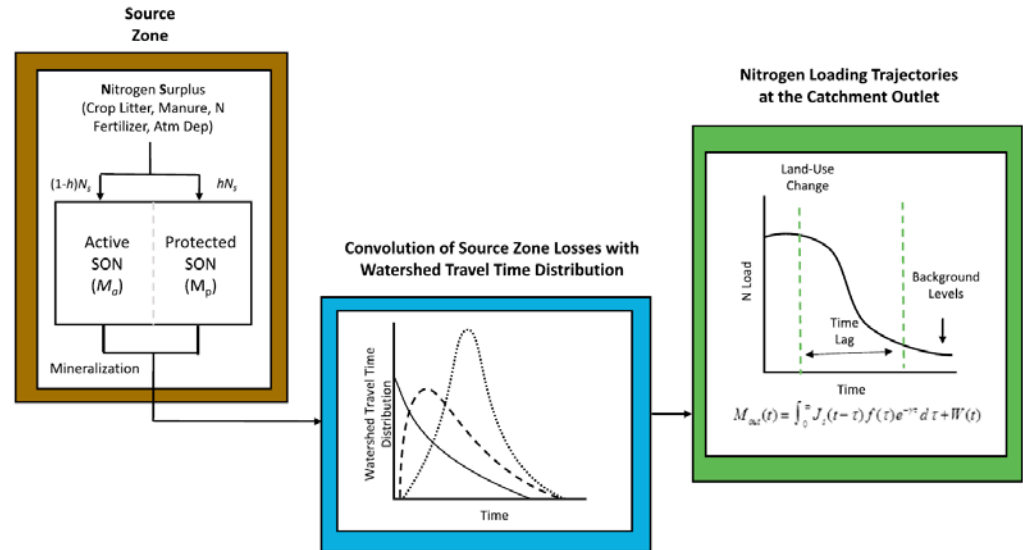 Source
Zone
Nitrogen Surplus
(Crop Litter, Manure, N
Fertilizer, Atm Dep)
(1-h)Nₛ
hNₛ
Active
SON
(Mₐ)
Protected
SON
(Mₚ)
Mineralization
Convolution of Source Zone Losses with
Watershed Travel Time Distribution
Watershed Travel Time
Distribution
Time
Nitrogen Loading Trajectories
at the Catchment Outlet
Land-Use
Change
N Load
Background
Levels
Time
Lag
Time
M_out(t) = ∫₀^∞ Jₛ(t−τ) f(τ)e^(−γτ) d τ + W(t)